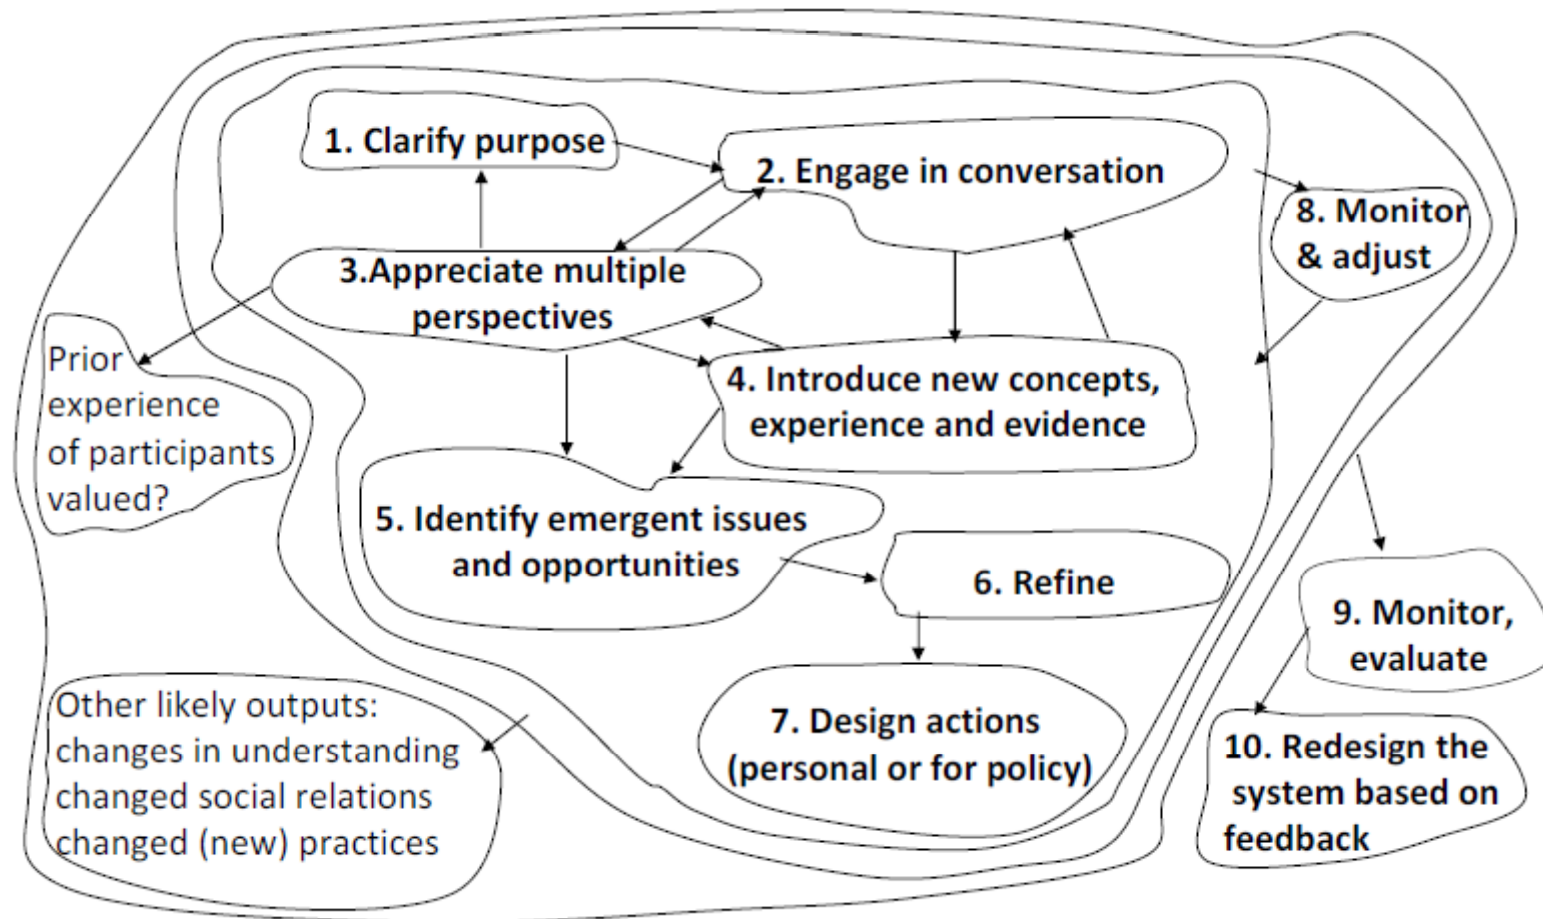 1. Clarify purpose
2. Engage in conversation
8. Monitor
& adjust
3.Appreciate multiple
perspectives
Prior
experience
of participants
valued?
4. Introduce new concepts,
experience and evidence
5. Identify emergent issues
and opportunities
6. Refine
9. Monitor,
evaluate
Other likely outputs:
changes in understanding
changed social relations
changed (new) practices
7. Design actions
(personal or for policy)
10. Redesign the
system based on
feedback